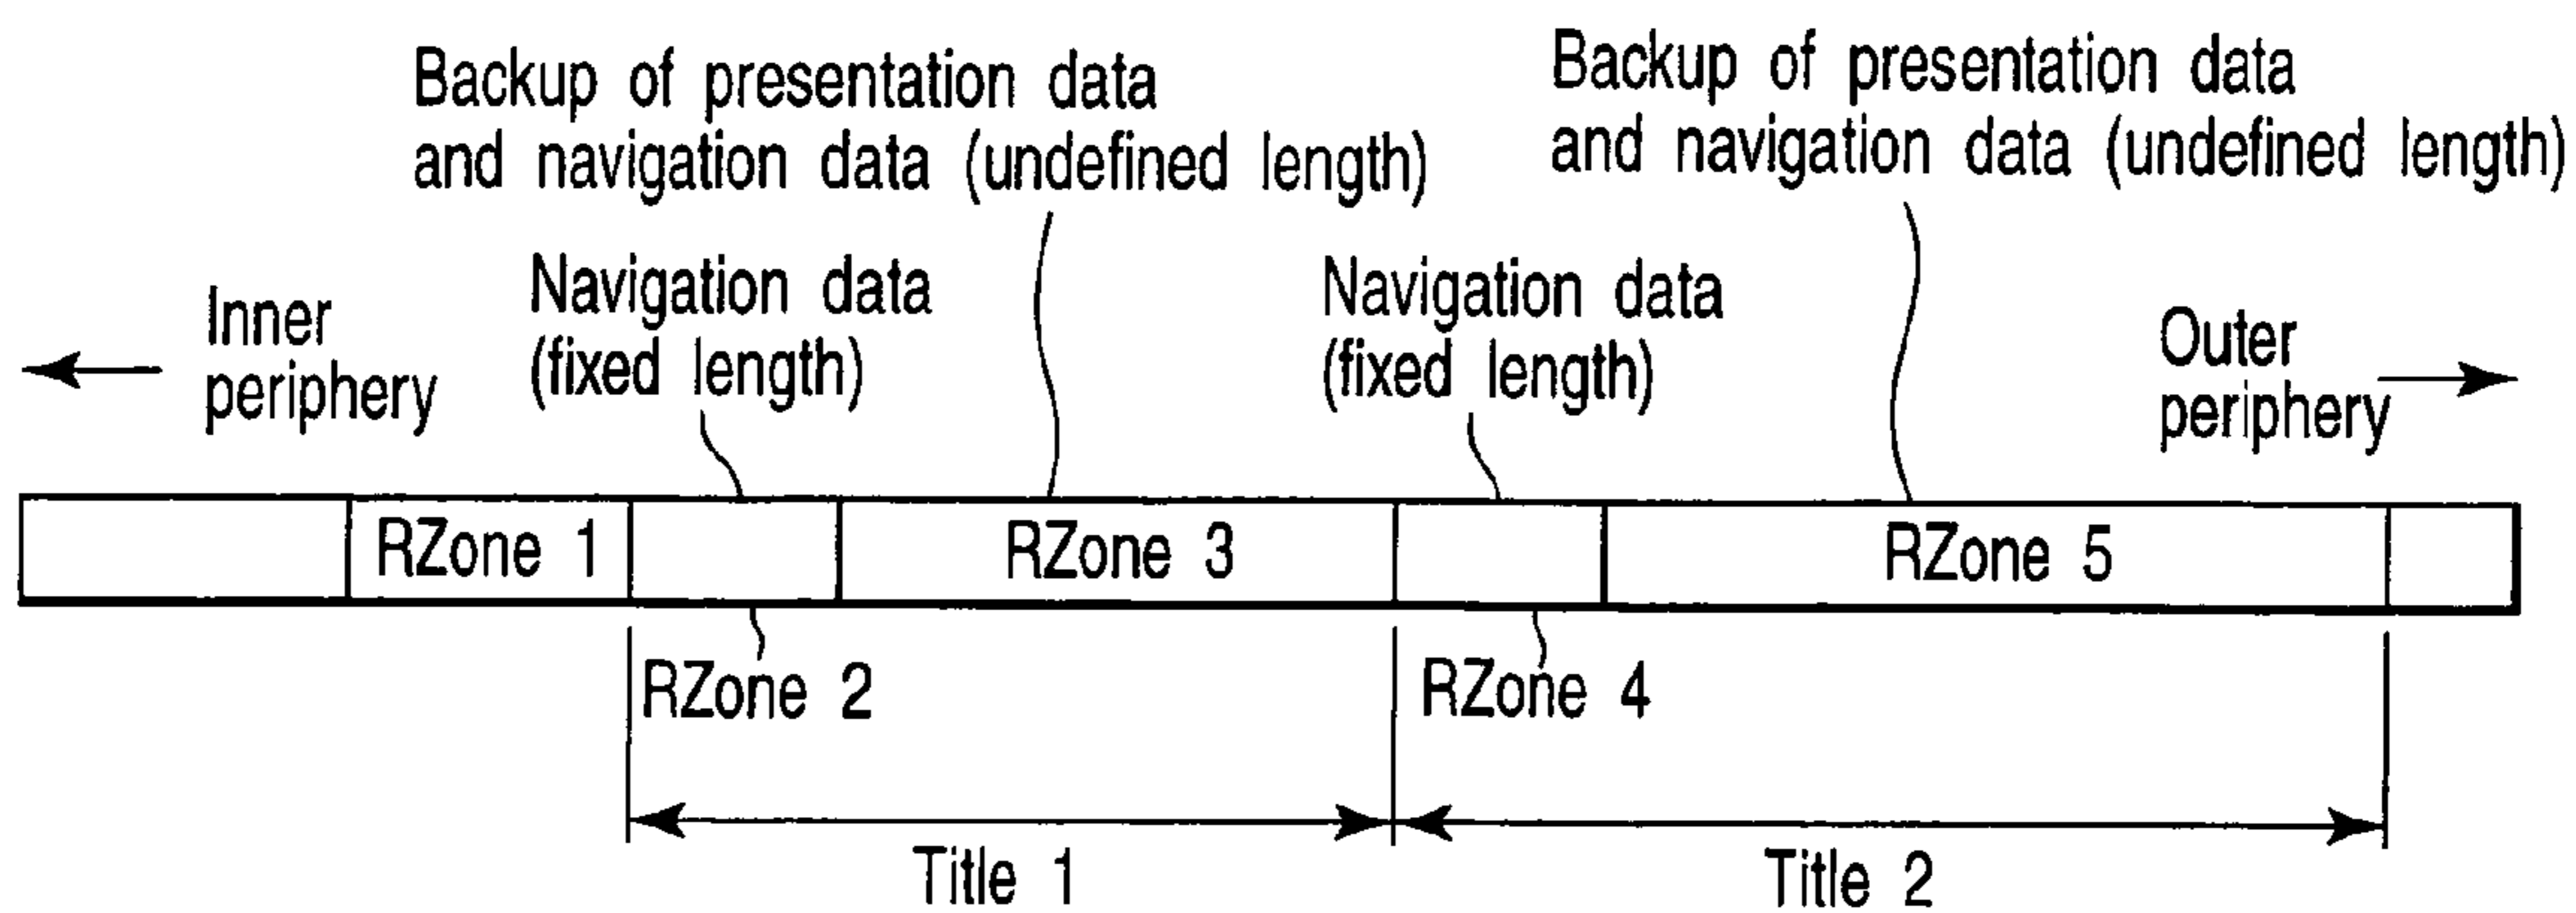 Backup of presentation data
and navigation data (undefined length)
Backup of presentation data
and navigation data (undefined length)
Inner
periphery
Navigation data
(fixed length)
Navigation data
(fixed length)
Outer
periphery
RZone 1
RZone 3
RZone 5
RZone 2
RZone 4
Title 1
Title 2